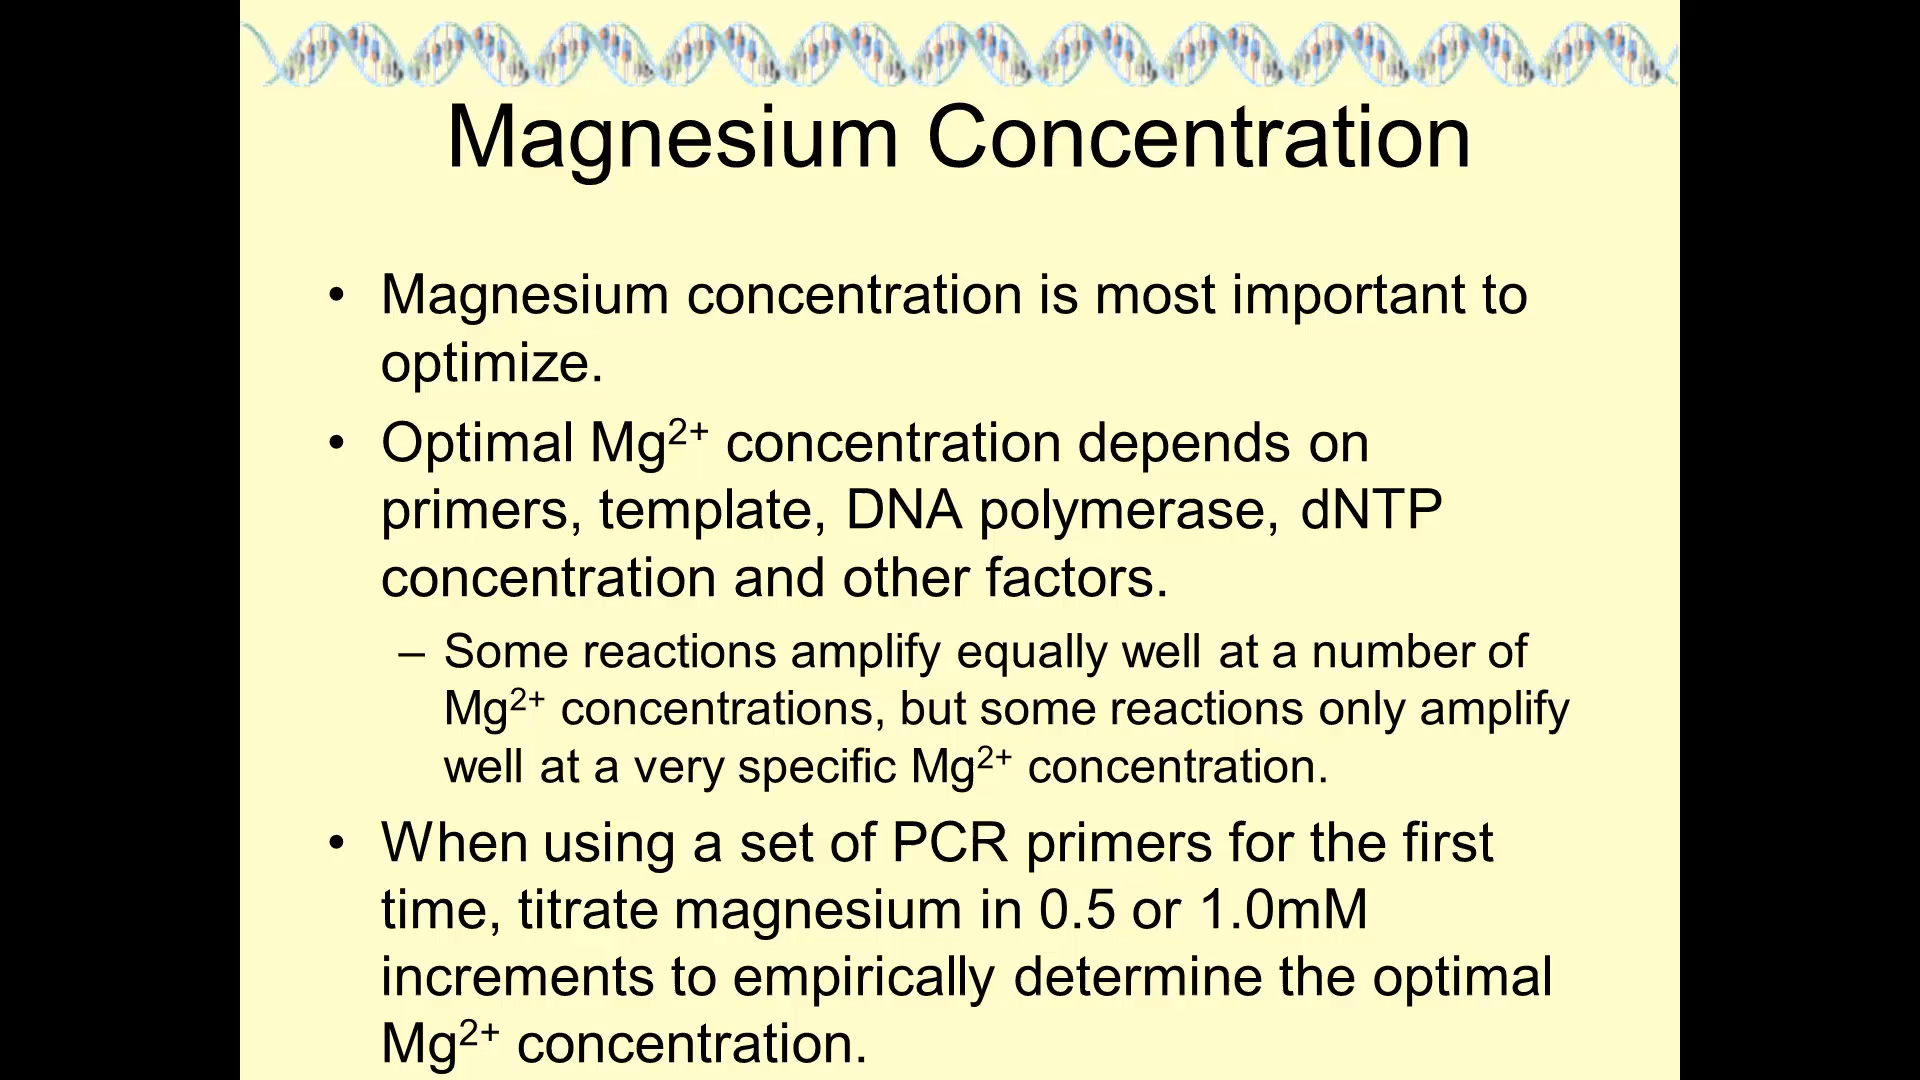 Magnesium Concentration
• Magnesium concentration is most important to
optimize.
• Optimal Mg²⁺ concentration depends on
primers, template, DNA polymerase, dNTP
concentration and other factors.
– Some reactions amplify equally well at a number of
Mg²⁺ concentrations, but some reactions only amplify
well at a very specific Mg²⁺ concentration.
• When using a set of PCR primers for the first
time, titrate magnesium in 0.5 or 1.0mM
increments to empirically determine the optimal
Mg²⁺ concentration.